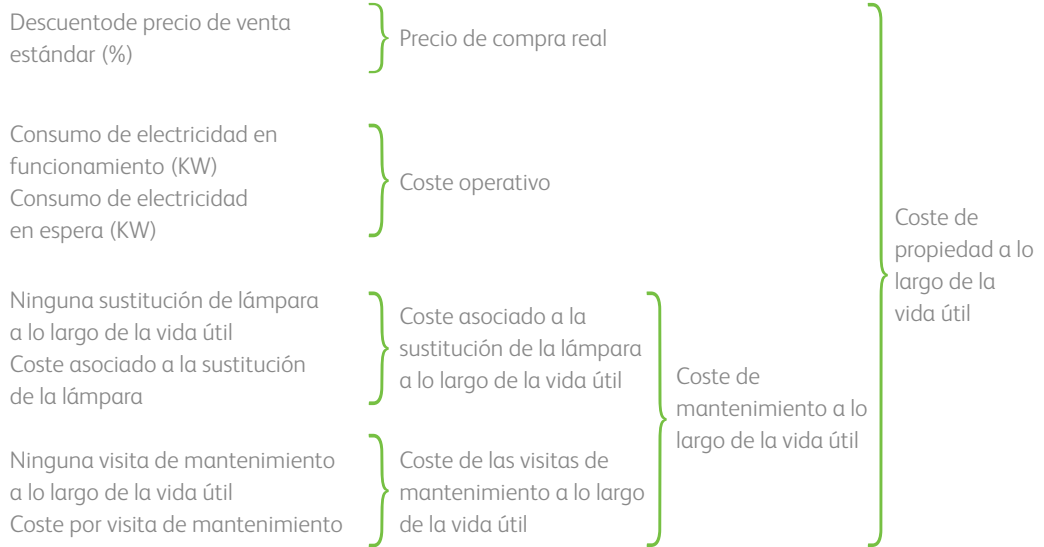 Descuentode precio de venta
estándar (%)
Precio de compra real
Consumo de electricidad en
funcionamiento (KW)
Consumo de electricidad
en espera (KW)
Coste operativo
Ninguna sustitución de lámpara
a lo largo de la vida útil
Coste asociado a la sustitución
de la lámpara
Coste asociado a la
sustitución de la lámpara
a lo largo de la vida útil
Ninguna visita de mantenimiento
a lo largo de la vida útil
Coste por visita de mantenimiento
Coste de las visitas de
mantenimiento a lo largo
de la vida útil
Coste de
mantenimiento a lo
largo de la vida útil
Coste de
propiedad a lo
largo de la
vida útil